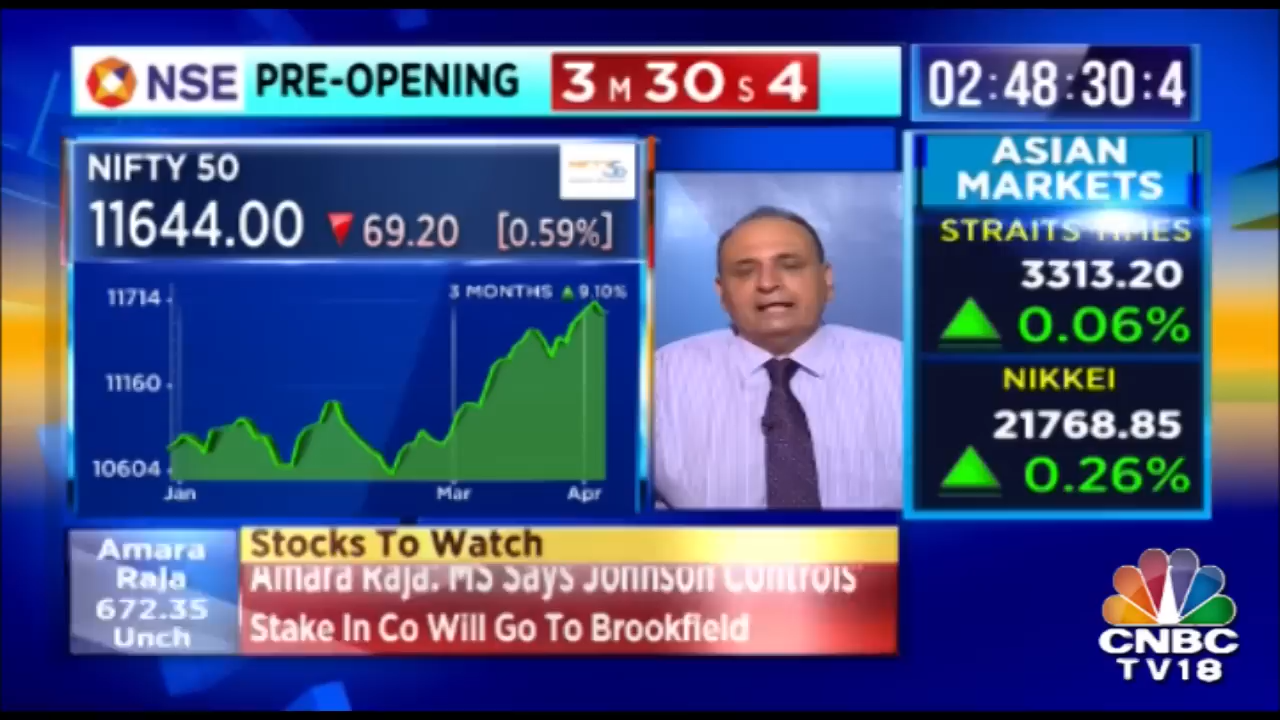 NSE PRE-OPENING 3 M 30 S 4
02:48:30:4
NIFTY 50
11644.00 ▼ 69.20 [0.59%]
3 MONTHS ▲ 9.10%
11714
11160
10604
Jan Mar Apr
ASIAN
MARKETS
STRAITS TIMES
3313.20
▲ 0.06%
NIKKEI
21768.85
▲ 0.26%
Amara
Raja
672.35
Unch
Stocks To Watch
Amara Raja: MS Says Johnson Controls'
Stake In Co Will Go To Brookfield
CNBC
TV18